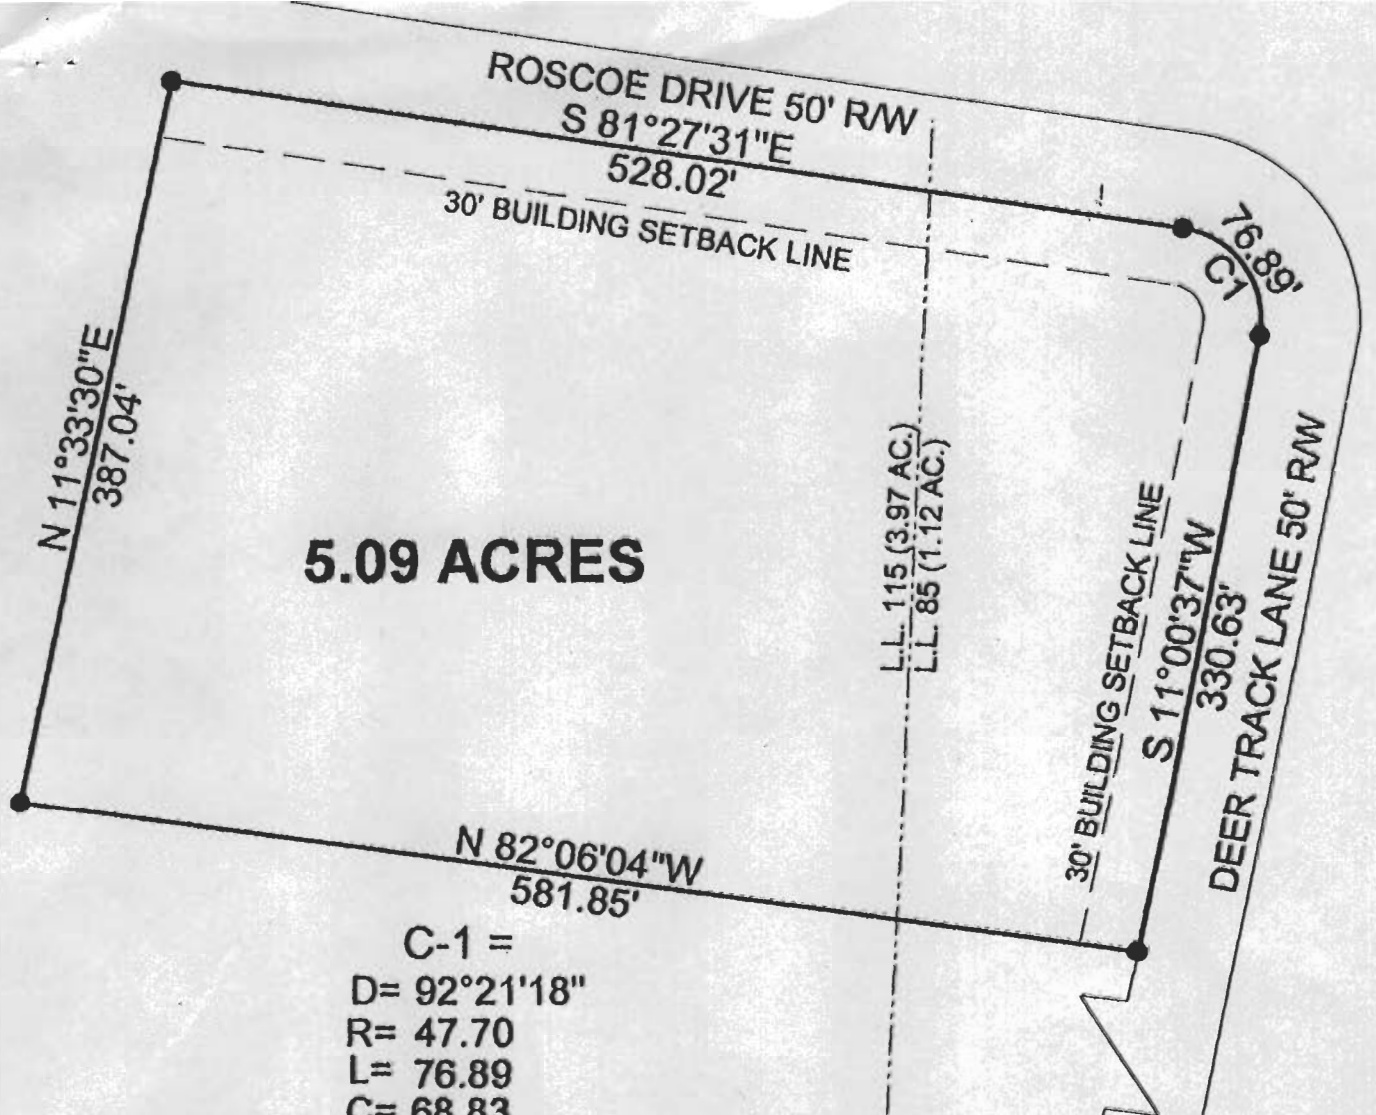 ROSCOE DRIVE 50' R/W
S 81°27'31"E
528.02'
30' BUILDING SETBACK LINE
76.89'
C1
N 11°33'30"E
387.04'
5.09 ACRES
L.L. 115 (3.97 AC.)
L.L. 85 (1.12 AC.)
30' BUILDING SETBACK LINE
S 11°00'37"W
330.63'
DEER TRACK LANE 50' R/W
N 82°06'04"W
581.85'
C-1 =
D= 92°21'18"
R= 47.70
L= 76.89
C= 68.83